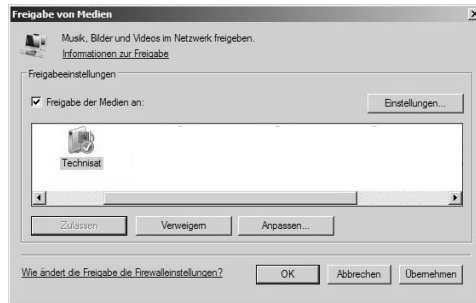 Freigabe von Medien
Musik, Bilder und Videos im Netzwerk freigeben.
Informationen zur Freigabe
Freigabeeinstellungen
Freigabe der Medien an:
Einstellungen...
Technisat
Zulassen
Verweigern
Anpassen...
Wie ändert die Freigabe die Firewalleinstellungen?
OK
Abbrechen
Übernehmen